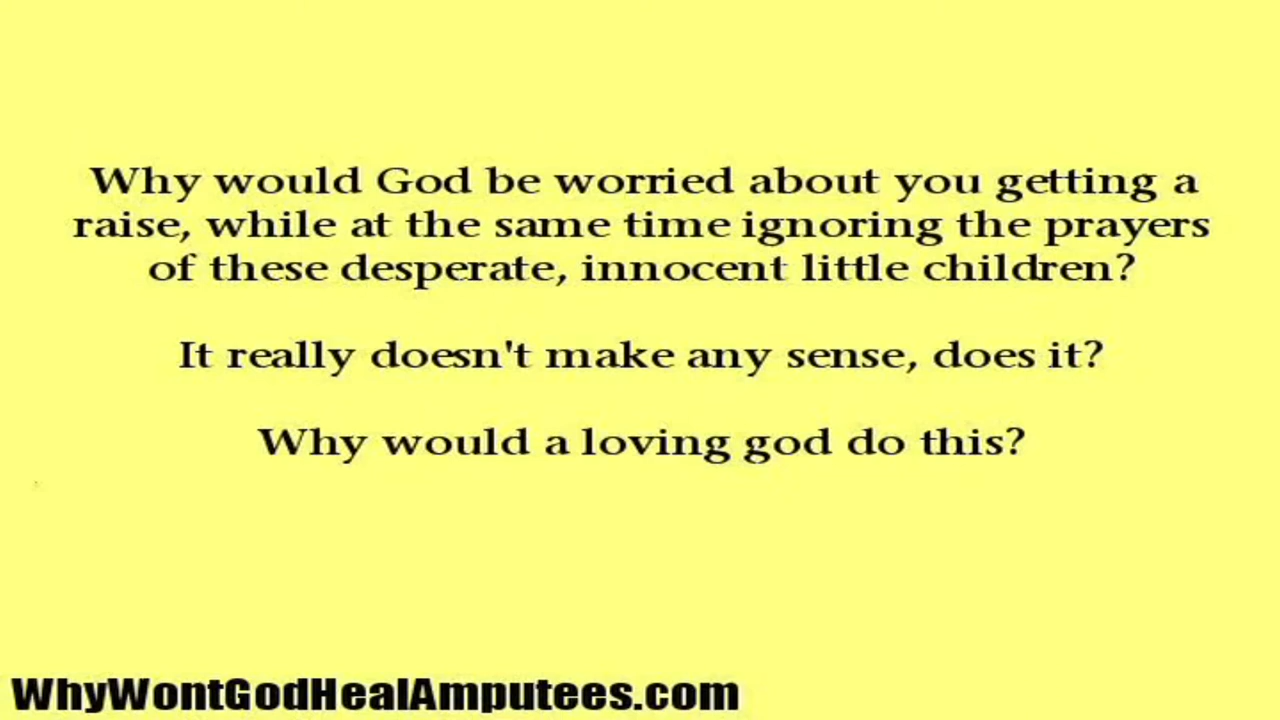 Why would God be worried about you getting a
raise, while at the same time ignoring the prayers
of these desperate, innocent little children?
It really doesn't make any sense, does it?
Why would a loving god do this?
WhyWontGodHealAmputees.com